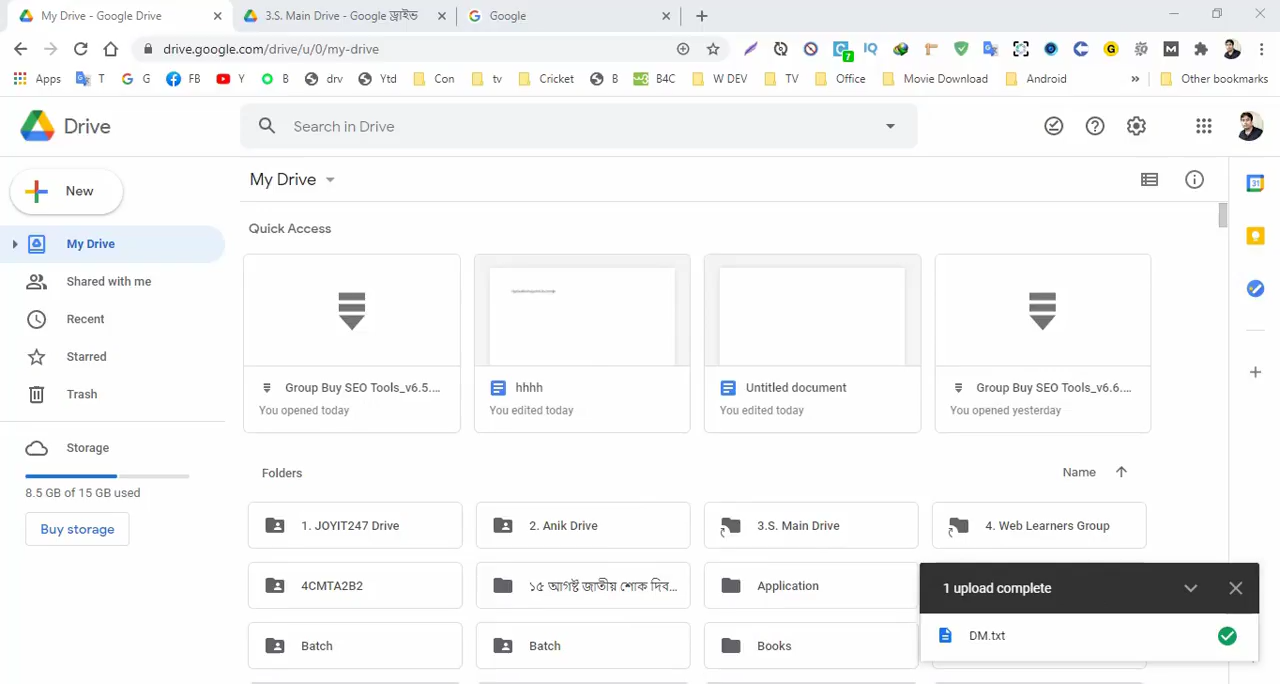 My Drive - Google Drive
3.S. Main Drive - Google ড্রাইভ
Google
drive.google.com/drive/u/0/my-drive
IQ
7
G
M
Apps
T
G
FB
Y
B
drv
Ytd
Con
tv
Cricket
B
B4C
W DEV
TV
Office
Movie Download
Android
»
Other bookmarks
Drive
Search in Drive
New
My Drive
31
My Drive
Quick Access
Shared with me
Recent
Starred
Trash
Group Buy SEO Tools_v6.5....
You opened today
hhhh
You edited today
Untitled document
You edited today
Group Buy SEO Tools_v6.6....
You opened yesterday
Storage
8.5 GB of 15 GB used
Buy storage
Folders
Name
1. JOYIT247 Drive
2. Anik Drive
3.S. Main Drive
4. Web Learners Group
4CMTA2B2
১৫ আগষ্ট জাতীয় শোক দিব...
Application
Batch
Batch
Books
1 upload complete
DM.txt